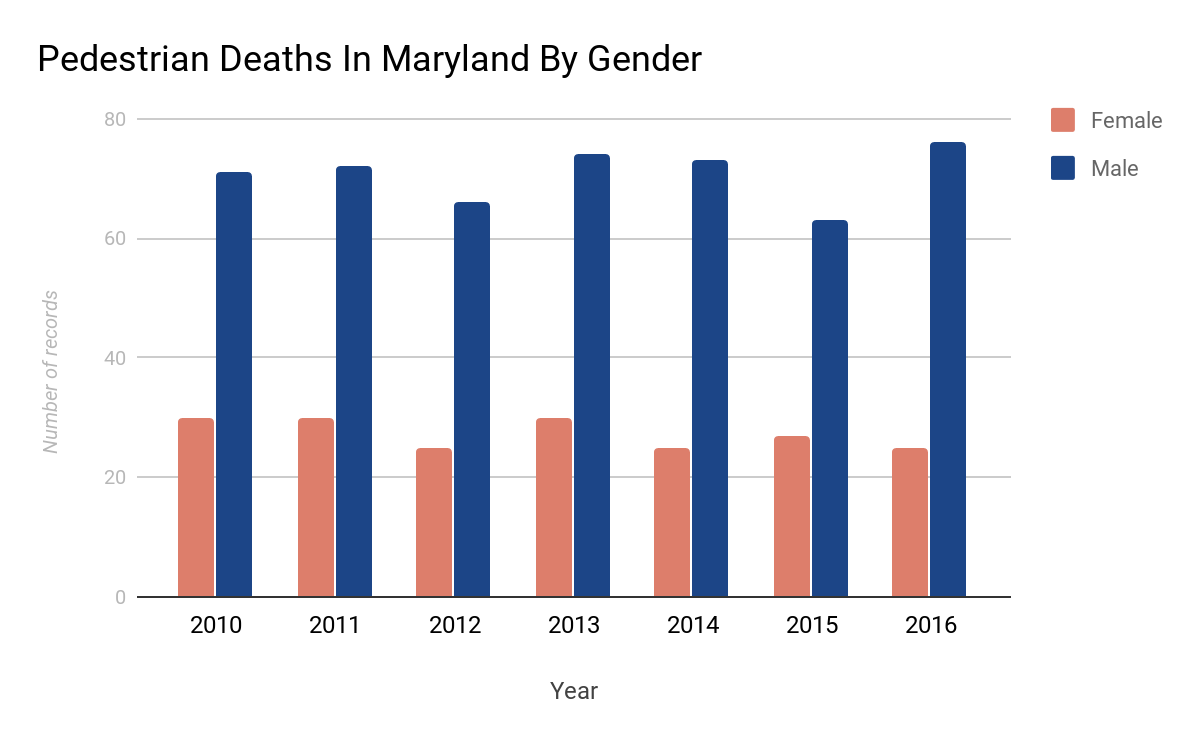 Pedestrian Deaths In Maryland By Gender
80
60
40
20
0
Number of records
Female
Male
2010 2011 2012 2013 2014 2015 2016
Year